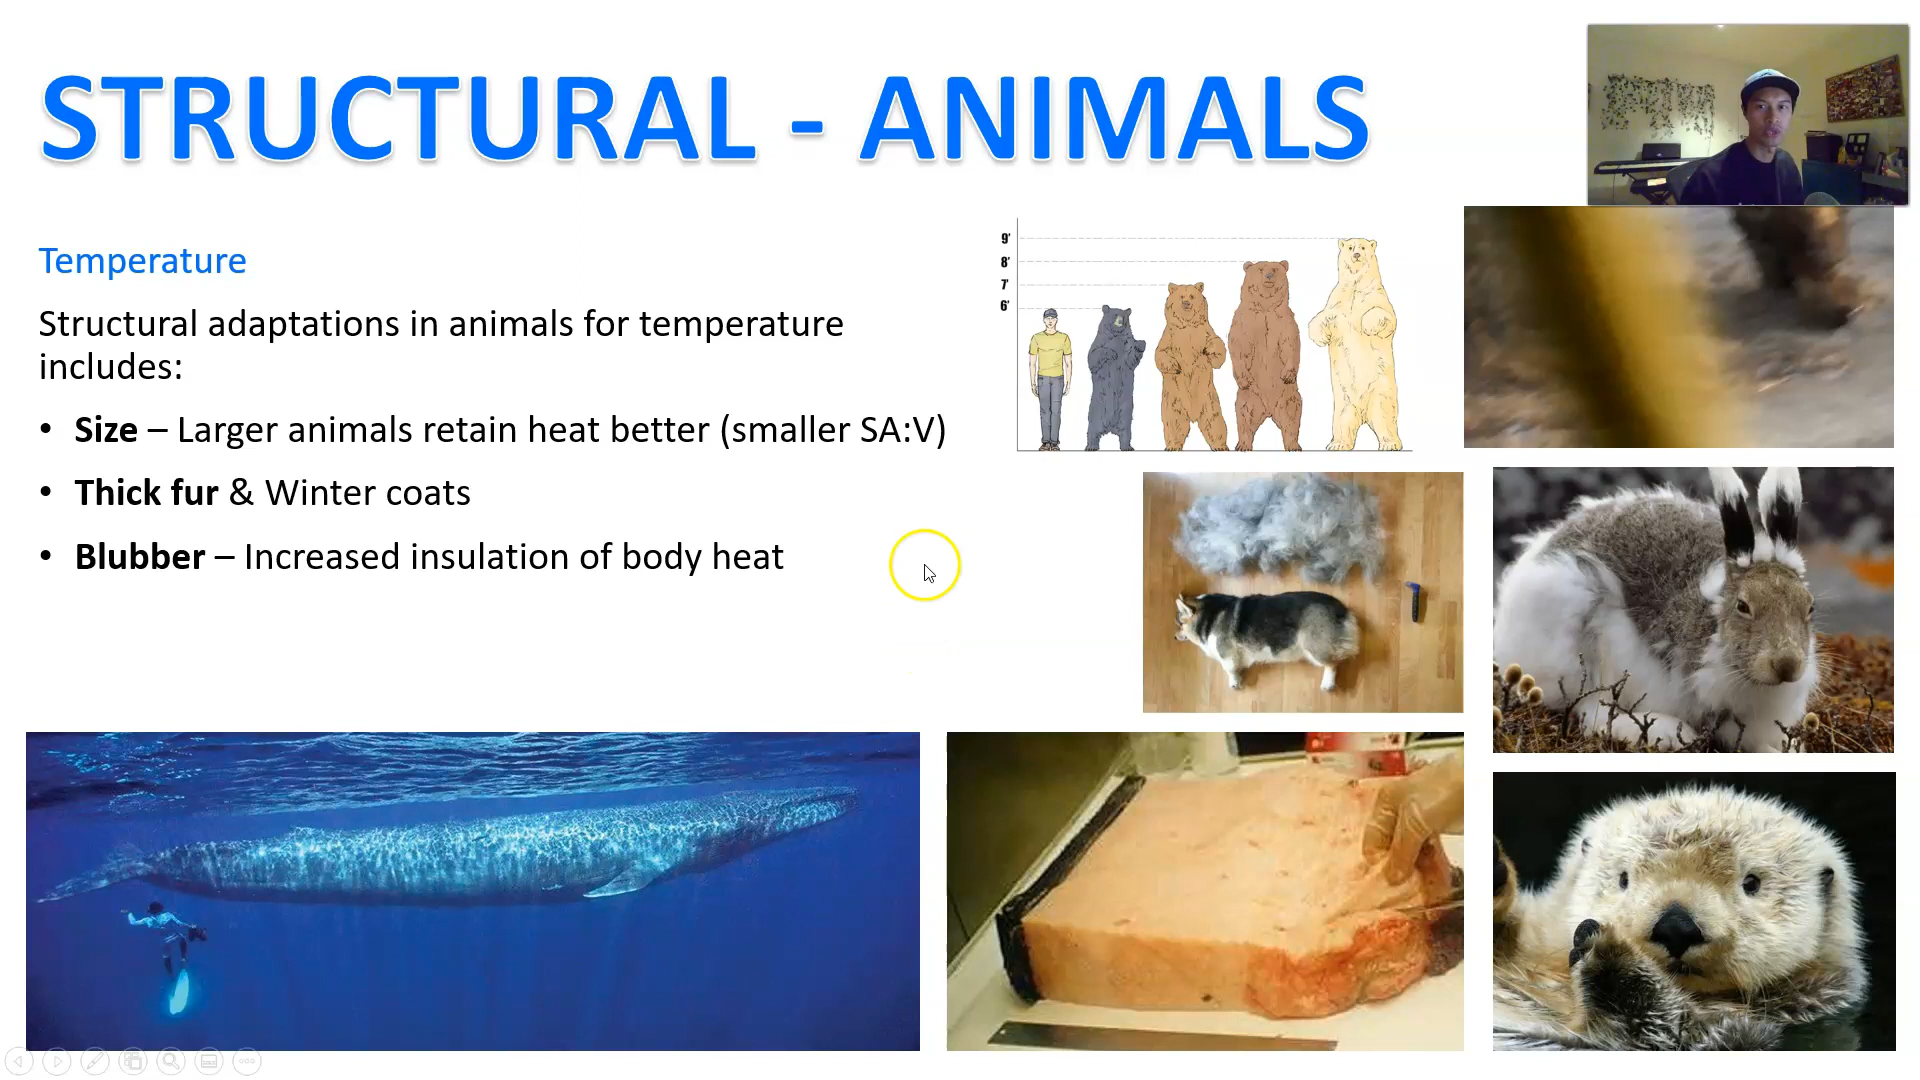 STRUCTURAL - ANIMALS
Temperature
Structural adaptations in animals for temperature
includes:
• Size – Larger animals retain heat better (smaller SA:V)
• Thick fur & Winter coats
• Blubber – Increased insulation of body heat
9'
8'
7'
6'